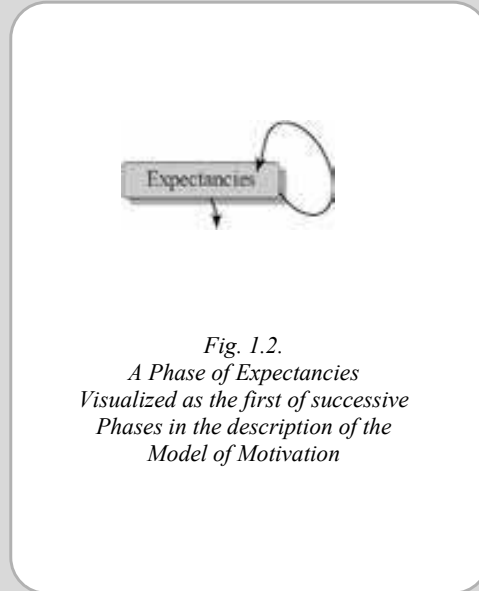 Expectancies
Fig. 1.2.
A Phase of Expectancies
Visualized as the first of successive
Phases in the description of the
Model of Motivation